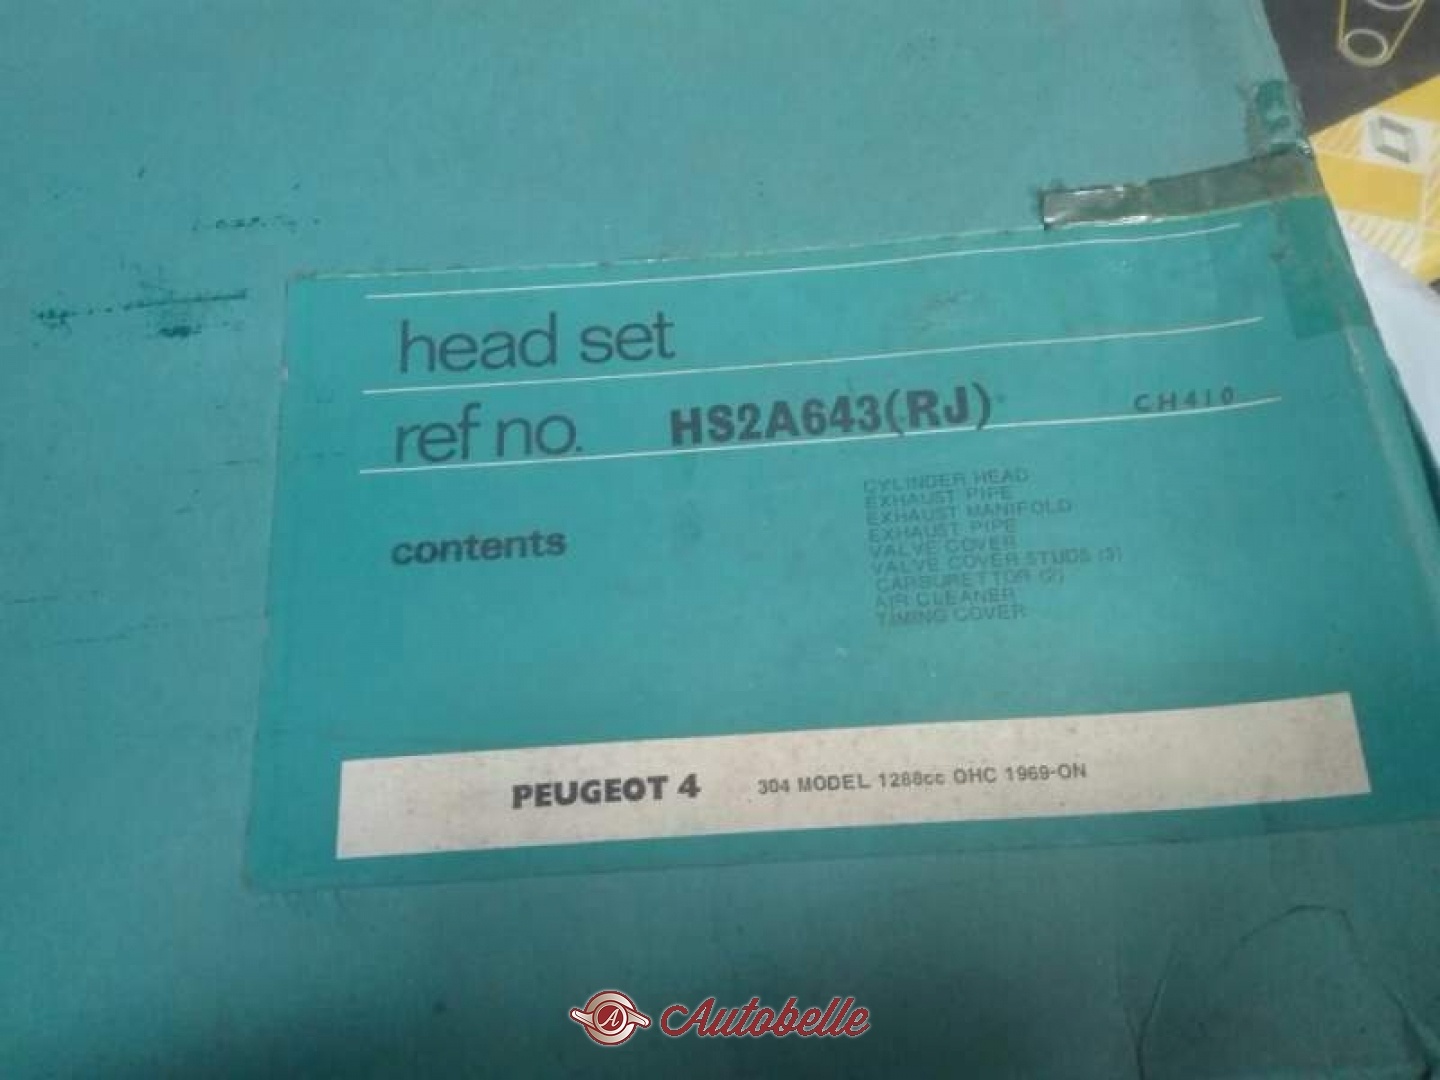 head set
ref no. HS2A643(RJ) CH410
contents
CYLINDER HEAD
EXHAUST PIPE
EXHAUST MANIFOLD
EXHAUST PIPE
VALVE COVER
VALVE COVER STUDS (3)
CARBURETTOR (2)
AIR CLEANER
TIMING COVER
PEUGEOT 4 304 MODEL 1288cc OHC 1969-ON
A Autobelle